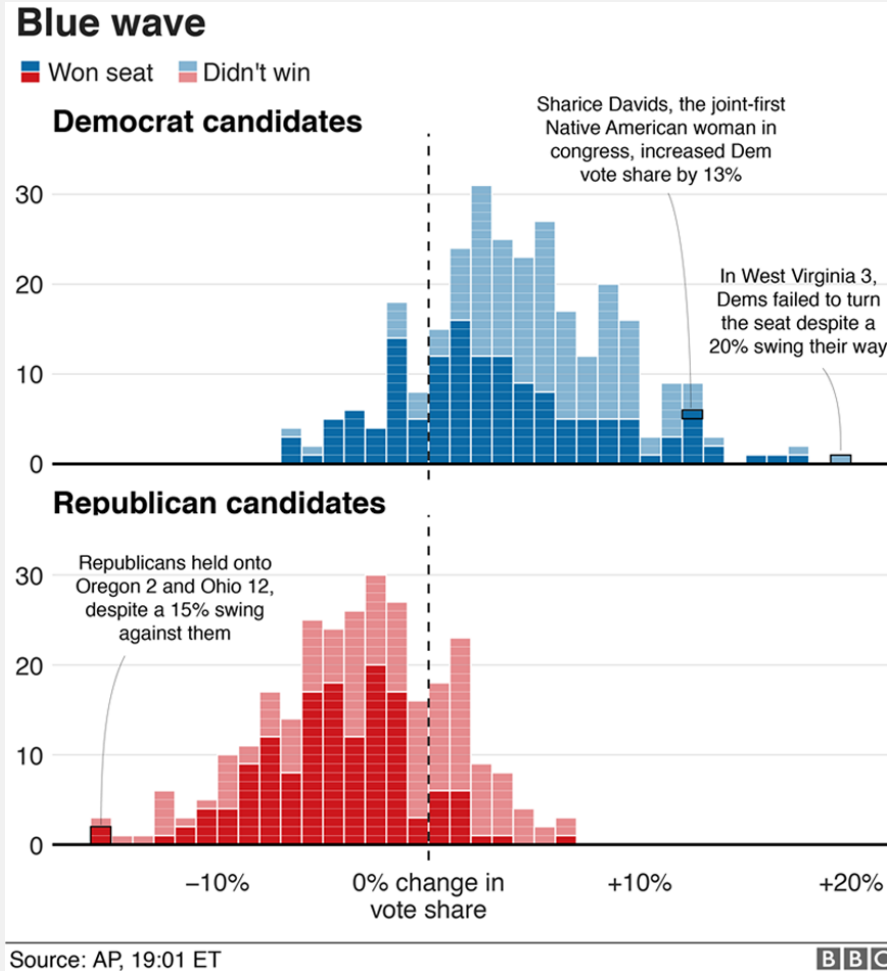 Blue wave
Won seat
Didn't win
Democrat candidates
Sharice Davids, the joint-first
Native American woman in
congress, increased Dem
vote share by 13%
In West Virginia 3,
Dems failed to turn
the seat despite a
20% swing their way
30
20
10
0
Republican candidates
Republicans held onto
Oregon 2 and Ohio 12,
despite a 15% swing
against them
30
20
10
0
−10%
0% change in
vote share
+10%
+20%
Source: AP, 19:01 ET
BBC